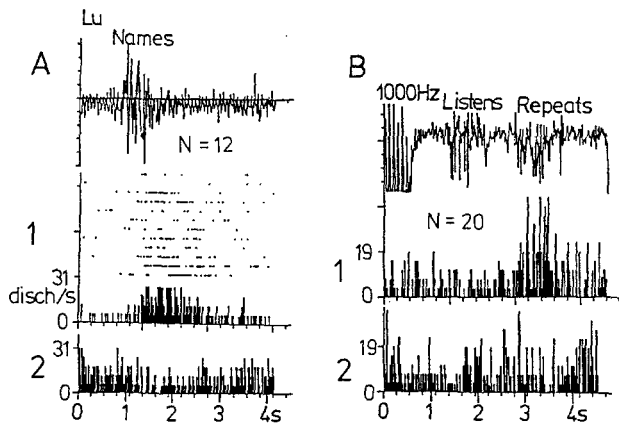 Lu
A
Names
N = 12
1
31
disch/s
0
31
2
0
0 1 2 3 4s
B
1000Hz Listens Repeats
N = 20
19
1
0
19
2
0
0 1 2 3 4s